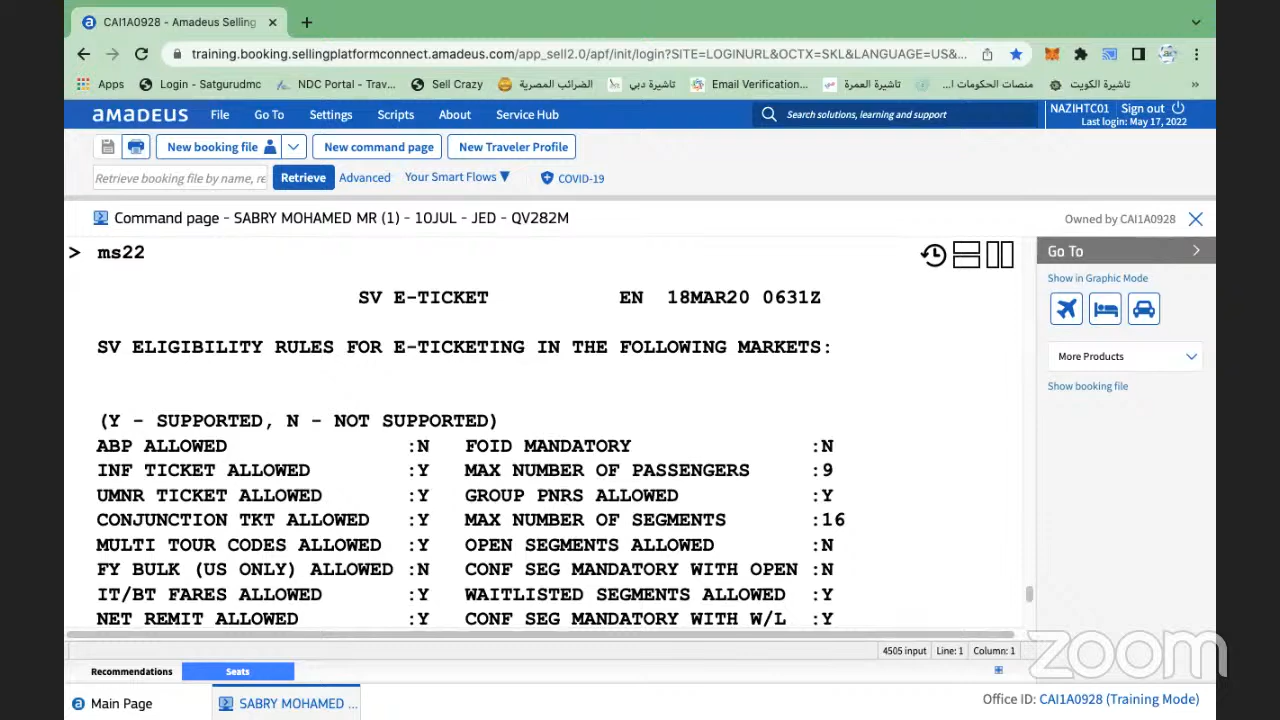 CAI1A0928 - Amadeus Selling
training.booking.sellingplatformconnect.amadeus.com/app_sell2.0/apf/init/login?SITE=LOGINURL&OCTX=SKL&LANGUAGE=US&...
Apps Login - Satgurudmc NDC Portal - Trav... Sell Crazy الضرائب المصرية تاشيرة دبي Email Verification... تاشيرة العمرة منصات الحكومات ا... تاشيرة الكويت »
amadeus File Go To Settings Scripts About Service Hub Search solutions, learning and support NAZIHTC01 Sign out
Last login: May 17, 2022
New booking file New command page New Traveler Profile
Retrieve booking file by name, re Retrieve Advanced Your Smart Flows COVID-19
Command page - SABRY MOHAMED MR (1) - 10JUL - JED - QV282M Owned by CAI1A0928
> ms22
SV E-TICKET EN 18MAR20 0631Z
SV ELIGIBILITY RULES FOR E-TICKETING IN THE FOLLOWING MARKETS:
(Y - SUPPORTED, N - NOT SUPPORTED)
ABP ALLOWED :N FOID MANDATORY :N
INF TICKET ALLOWED :Y MAX NUMBER OF PASSENGERS :9
UMNR TICKET ALLOWED :Y GROUP PNRS ALLOWED :Y
CONJUNCTION TKT ALLOWED :Y MAX NUMBER OF SEGMENTS :16
MULTI TOUR CODES ALLOWED :Y OPEN SEGMENTS ALLOWED :N
FY BULK (US ONLY) ALLOWED :N CONF SEG MANDATORY WITH OPEN :N
IT/BT FARES ALLOWED :Y WAITLISTED SEGMENTS ALLOWED :Y
NET REMIT ALLOWED :Y CONF SEG MANDATORY WITH W/L :Y
Go To
Show in Graphic Mode
More Products
Show booking file
4505 input Line: 1 Column: 1
zoom
Recommendations Seats
Main Page SABRY MOHAMED ... Office ID: CAI1A0928 (Training Mode)